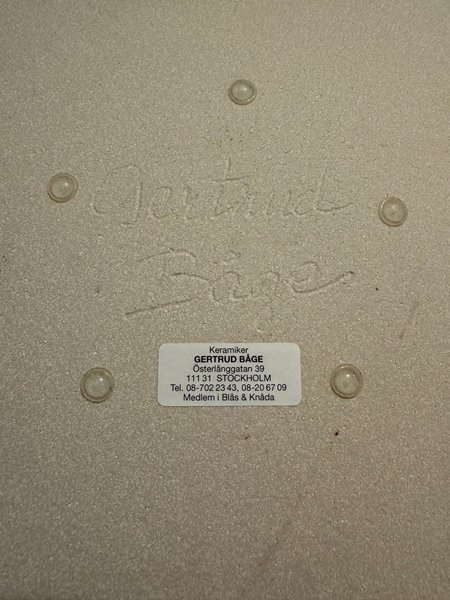 Gertrud
Båge
Keramiker
GERTRUD BÅGE
Österlånggatan 39
111 31 STOCKHOLM
Tel. 08-702 23 43, 08-20 67 09
Medlem i Blås & Knåda